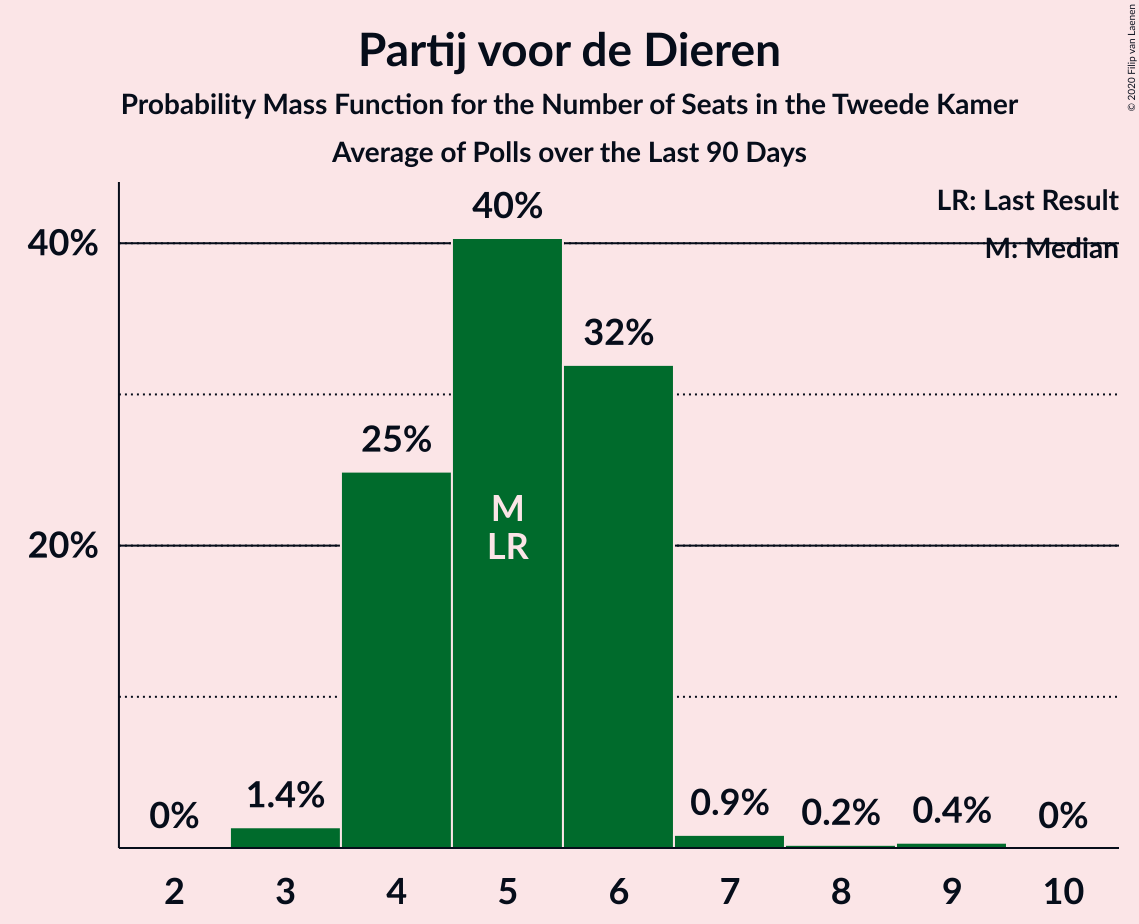 Partij voor de Dieren
Probability Mass Function for the Number of Seats in the Tweede Kamer
Average of Polls over the Last 90 Days
© 2020 Filip van Laenen
LR: Last Result
M: Median
40%
20%
0%
1.4%
25%
40%
32%
0.9%
0.2%
0.4%
0%
M
LR
2 3 4 5 6 7 8 9 10